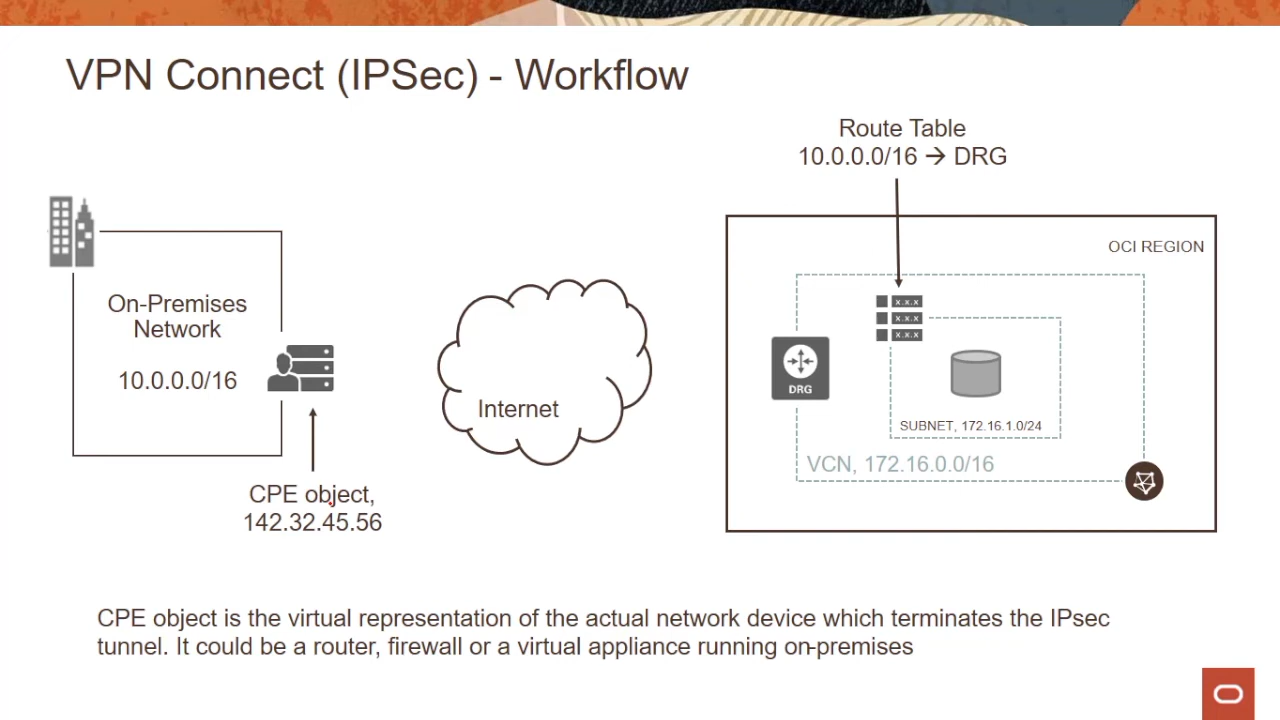 VPN Connect (IPSec) - Workflow
Route Table
10.0.0.0/16 → DRG
OCI REGION
On-Premises
Network
10.0.0.0/16
x.x.x
x.x.x
x.x.x
DRG
Internet
SUBNET, 172.16.1.0/24
VCN, 172.16.0.0/16
CPE object,
142.32.45.56
CPE object is the virtual representation of the actual network device which terminates the IPsec
tunnel. It could be a router, firewall or a virtual appliance running on-premises